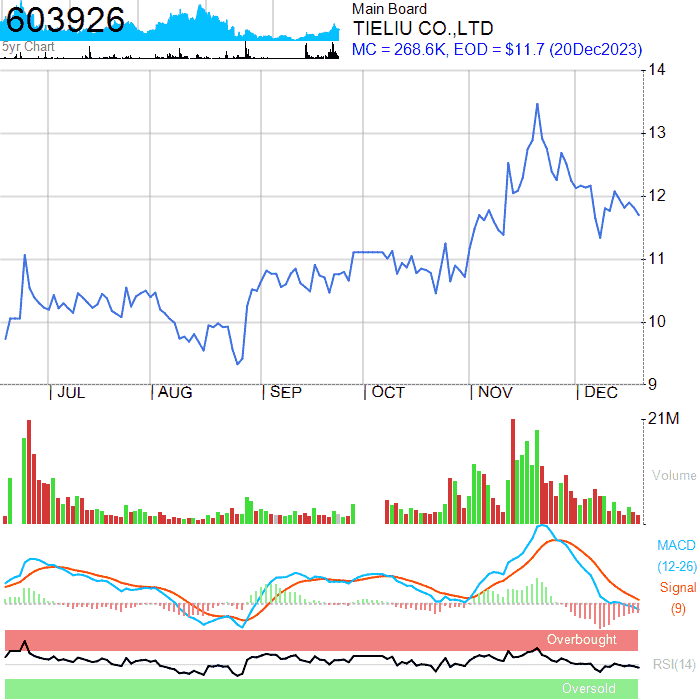 603926
5yr Chart
Main Board
TIELIU CO.,LTD
MC = 268.6K, EOD = $11.7 (20Dec2023)
14
13
12
11
10
9
JUL
AUG
SEP
OCT
NOV
DEC
21M
Volume
MACD
(12-26)
Signal
(9)
Overbought
RSI(14)
Oversold